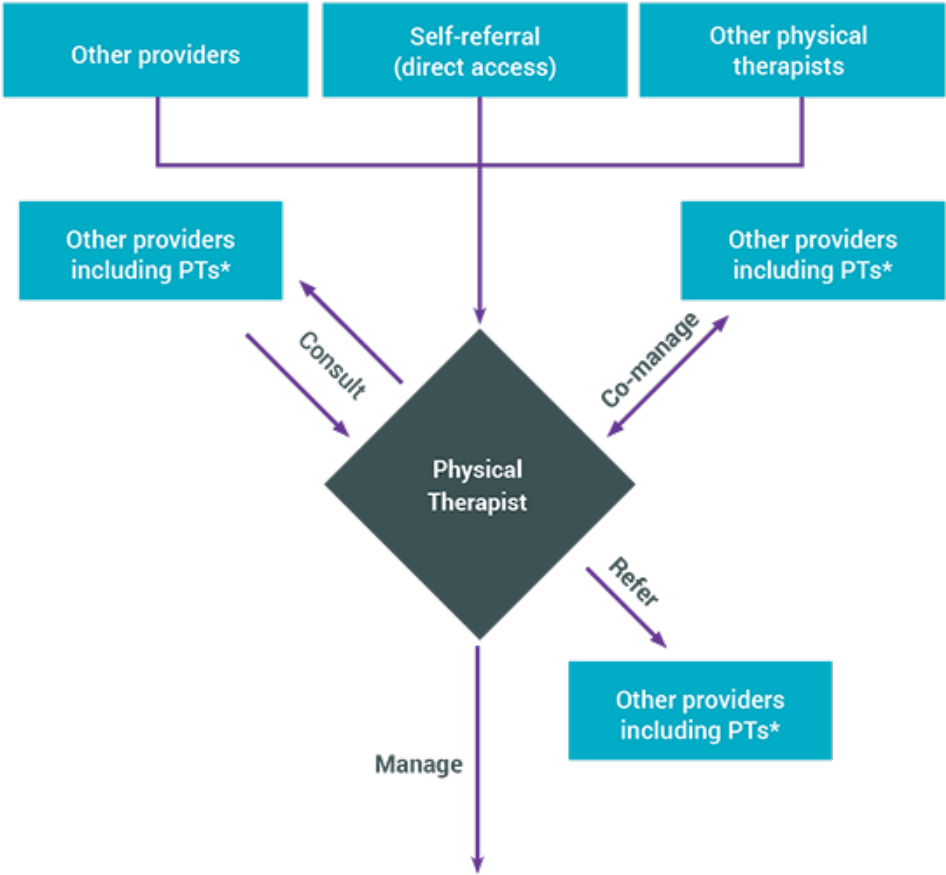 Other providers
Self-referral
(direct access)
Other physical
therapists
Other providers
including PTs*
Other providers
including PTs*
Consult
Co-manage
Physical
Therapist
Refer
Other providers
including PTs*
Manage